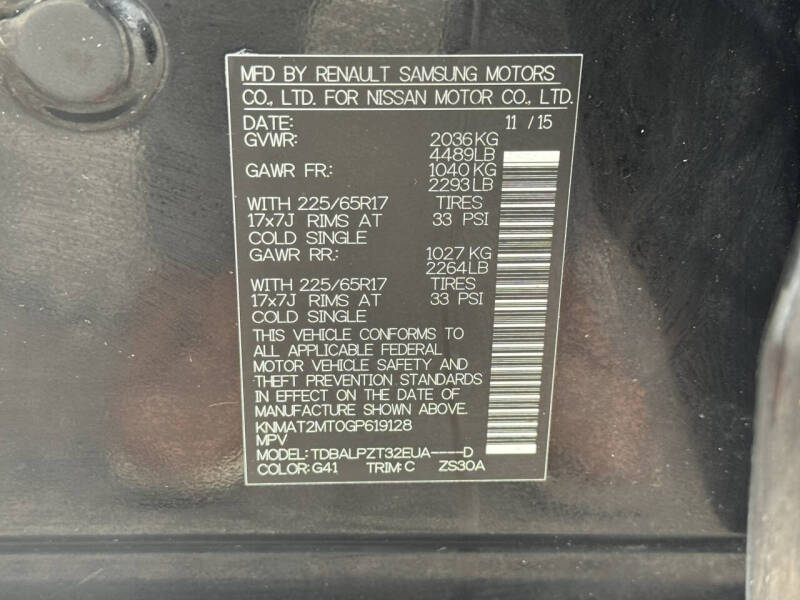 MFD BY RENAULT SAMSUNG MOTORS
CO., LTD. FOR NISSAN MOTOR CO., LTD.
DATE: 11 / 15
GVWR: 2036 KG
4489 LB
GAWR FR.: 1040 KG
2293 LB
WITH 225/65R17 TIRES
17x7J RIMS AT 33 PSI
COLD SINGLE
GAWR RR.: 1027 KG
2264 LB
WITH 225/65R17 TIRES
17x7J RIMS AT 33 PSI
COLD SINGLE
THIS VEHICLE CONFORMS TO
ALL APPLICABLE FEDERAL
MOTOR VEHICLE SAFETY AND
THEFT PREVENTION STANDARDS
IN EFFECT ON THE DATE OF
MANUFACTURE SHOWN ABOVE.
KNMAT2MT0GP619128
MPV
MODEL: TDBALPZT32EUA----D
COLOR: G41 TRIM: C ZS30A